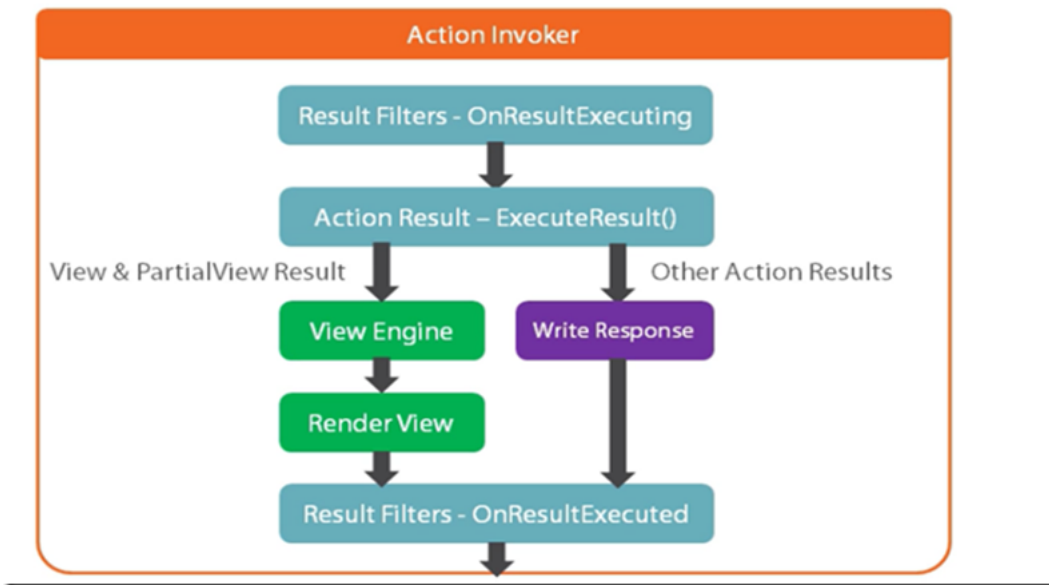 Action Invoker
Result Filters - OnResultExecuting
Action Result – ExecuteResult()
View & PartialView Result
Other Action Results
View Engine
Write Response
Render View
Result Filters - OnResultExecuted